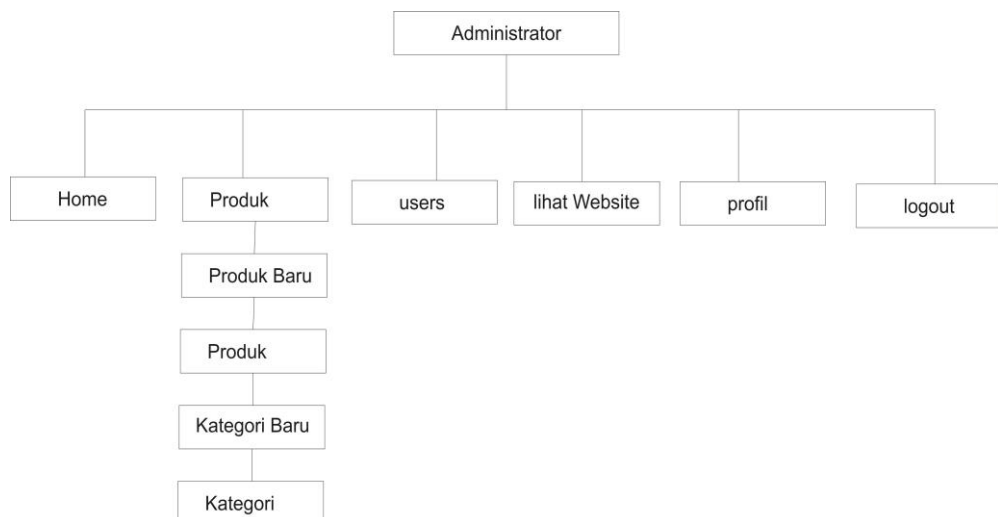 Administrator
Home
Produk
users
lihat Website
profil
logout
Produk Baru
Produk
Kategori Baru
Kategori